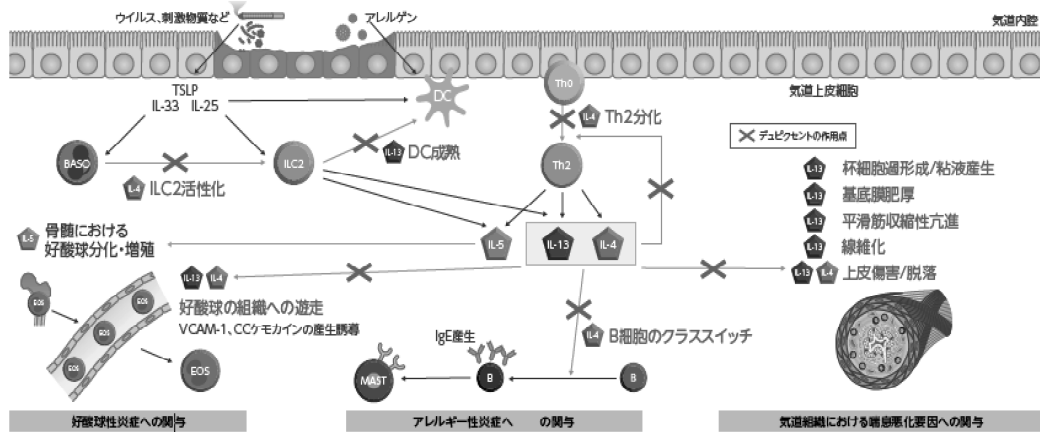 ウイルス、刺激物質など
アレルゲン
気道内腔
気道上皮細胞
TSLP
IL-33 IL-25
DC
Th0
IL-4 Th2分化
デュピクセントの作用点
BASO
ILC2
IL-13 DC成熟
Th2
IL-4 ILC2活性化
IL-13 杯細胞過形成/粘液産生
IL-13 基底膜肥厚
IL-13 平滑筋収縮性亢進
IL-13 線維化
IL-13 IL-4 上皮傷害/脱落
IL-5 骨髄における
好酸球分化・増殖
IL-5
IL-13
IL-4
IL-13 IL-4
好酸球の組織への遊走
VCAM-1、CCケモカインの産生誘導
EOS
EOS
EOS
EOS
EOS
IL-4 B細胞のクラススイッチ
IgE産生
MAST
B
B
好酸球性炎症への関与
アレルギー性炎症へ の関与
気道組織における喘息悪化要因への関与